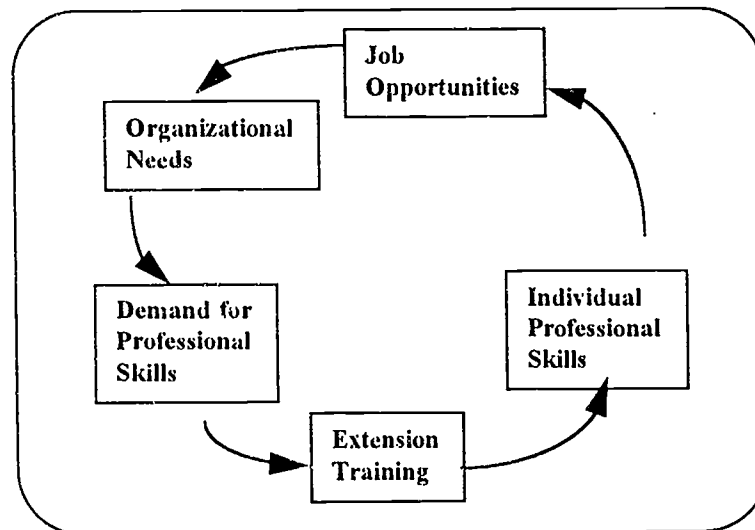 Job
Opportunities
Organizational
Needs
Demand for
Professional
Skills
Individual
Professional
Skills
Extension
Training